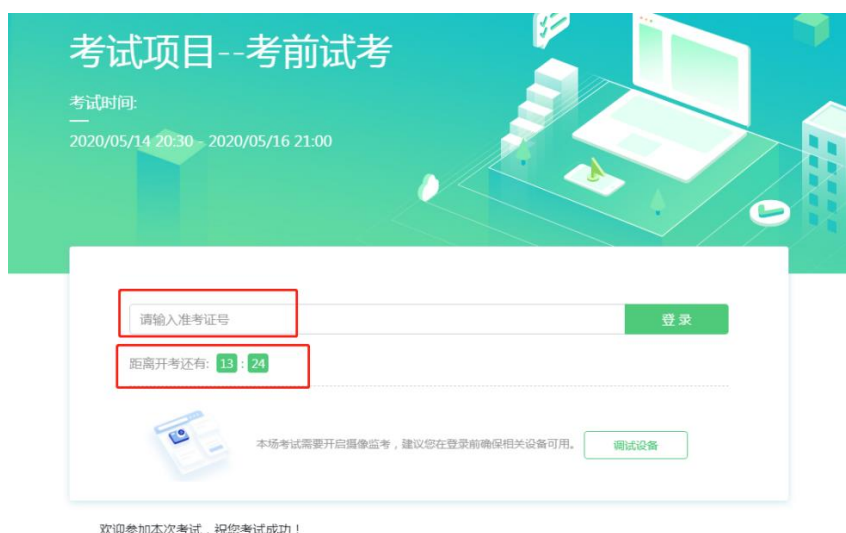 考试项目--考前试考
考试时间:
2020/05/14 20:30 - 2020/05/16 21:00
请输入准考证号
登 录
距离开考还有: 13 : 24
本场考试需要开启摄像监考，建议您在登录前确保相关设备可用。
调试设备
欢迎参加本次考试，祝您考试成功！